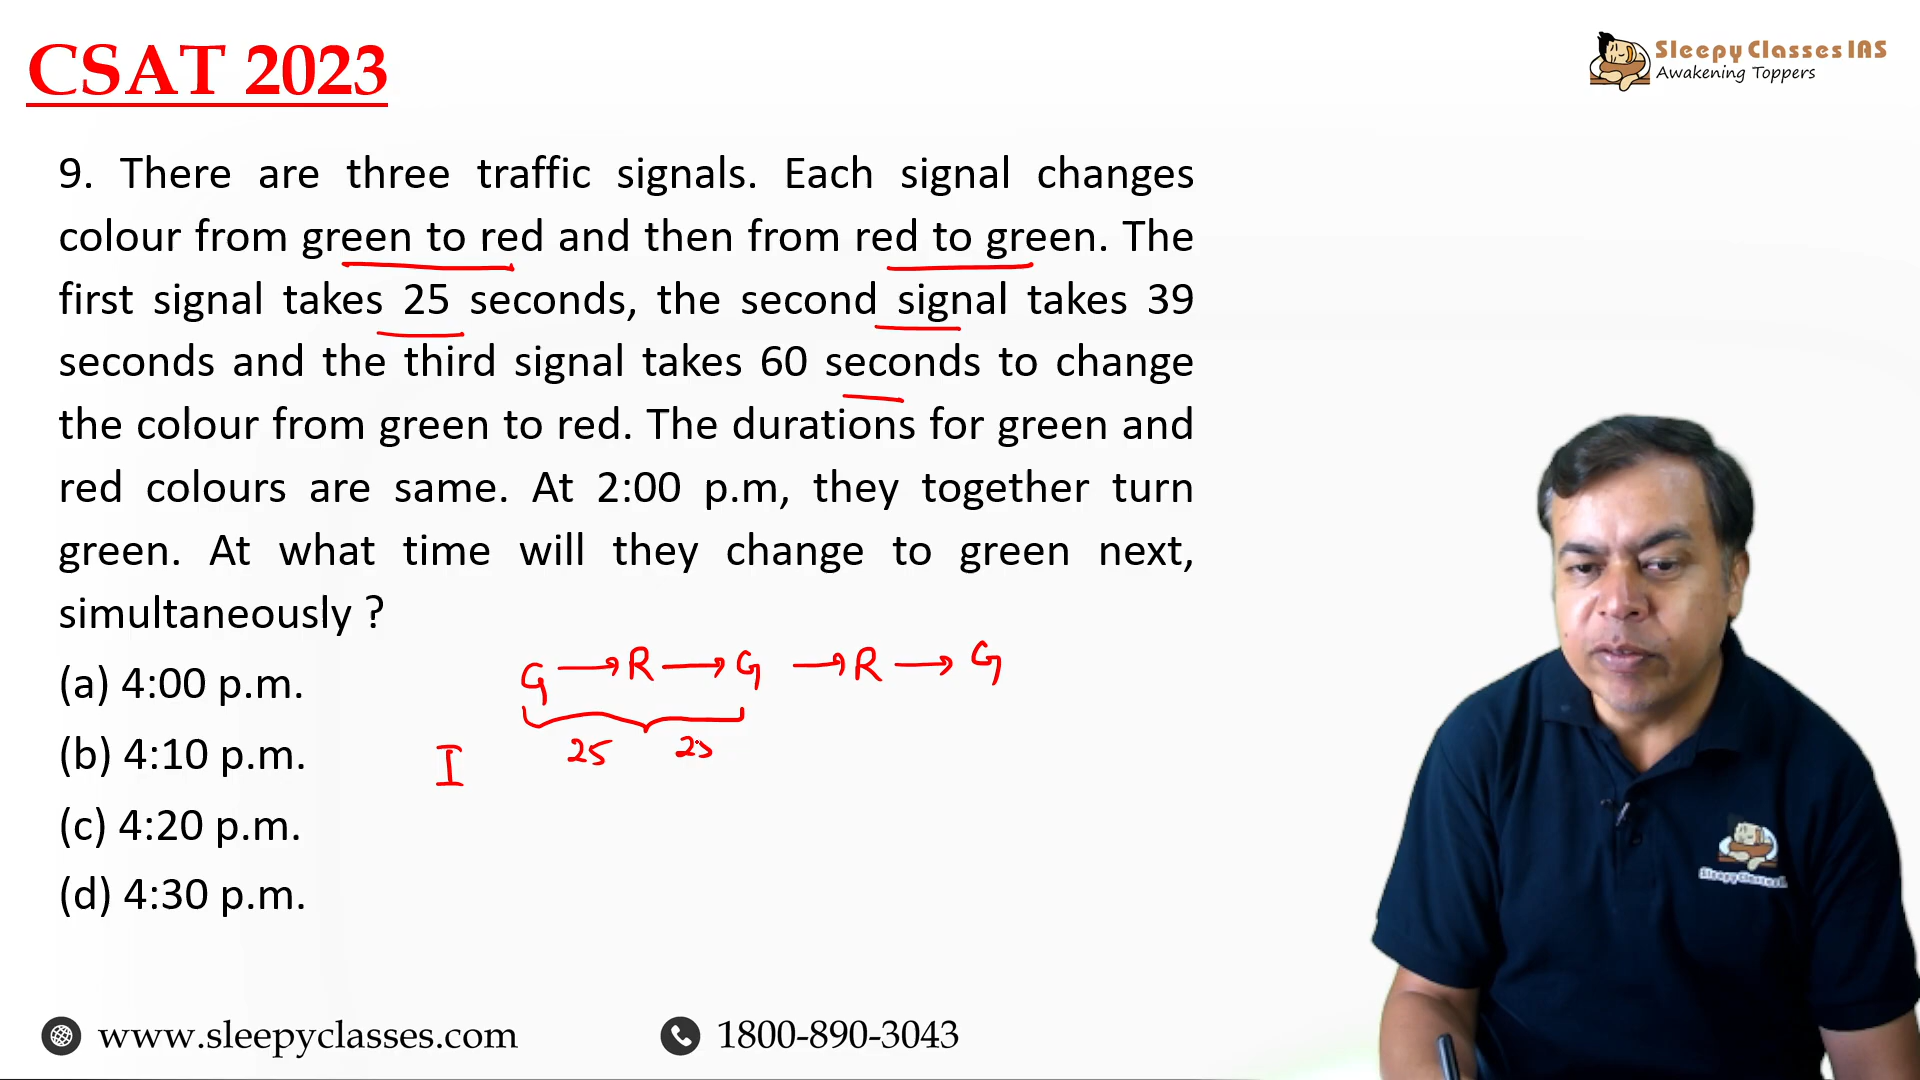 CSAT 2023
Sleepy Classes IAS
Awakening Toppers
9. There are three traffic signals. Each signal changes
colour from green to red and then from red to green. The
first signal takes 25 seconds, the second signal takes 39
seconds and the third signal takes 60 seconds to change
the colour from green to red. The durations for green and
red colours are same. At 2:00 p.m, they together turn
green. At what time will they change to green next,
simultaneously ?
(a) 4:00 p.m.
(b) 4:10 p.m.
(c) 4:20 p.m.
(d) 4:30 p.m.
G → R → G → R → G
I 25
www.sleepyclasses.com
1800-890-3043